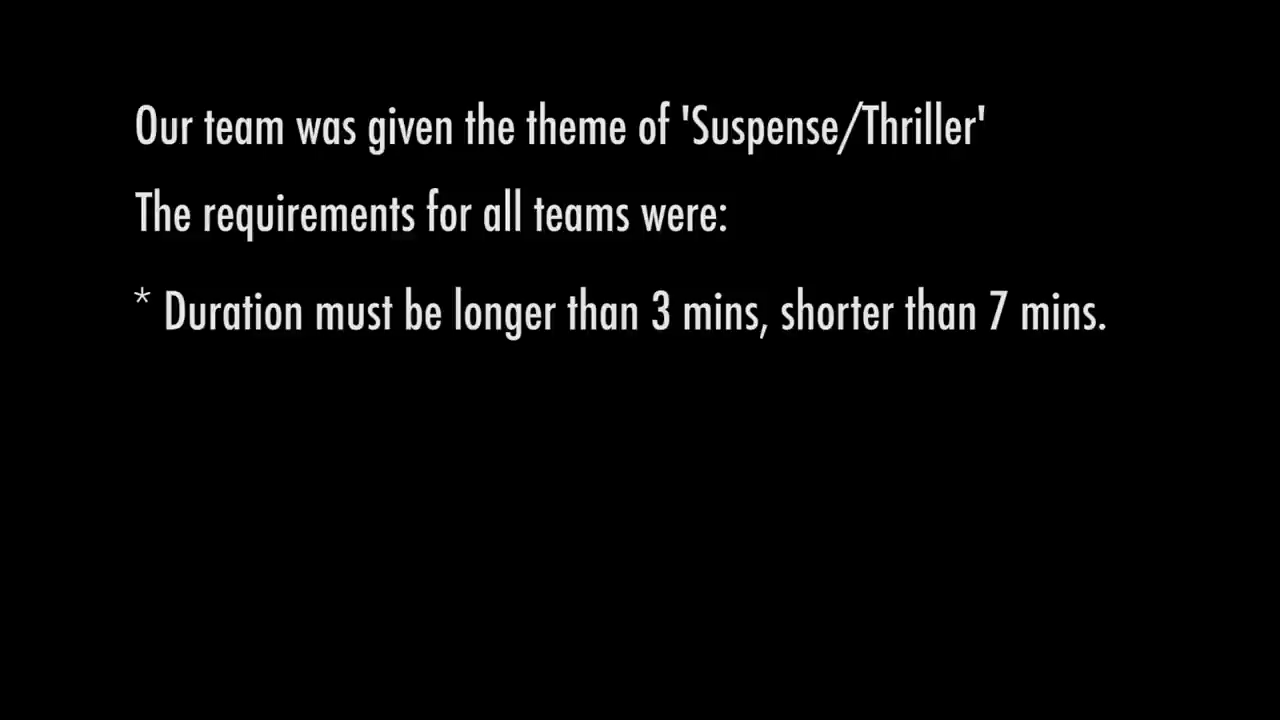 Our team was given the theme of 'Suspense/Thriller'
The requirements for all teams were:
* Duration must be longer than 3 mins, shorter than 7 mins.